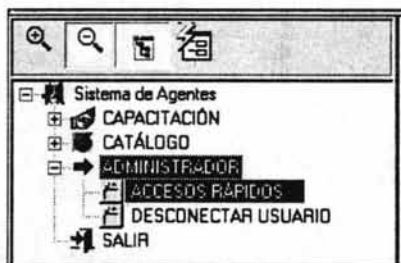 Sistema de Agentes
CAPACITACIÓN
CATÁLOGO
ADMINISTRADOR
ACCESOS RÁPIDOS
DESCONECTAR USUARIO
SALIR